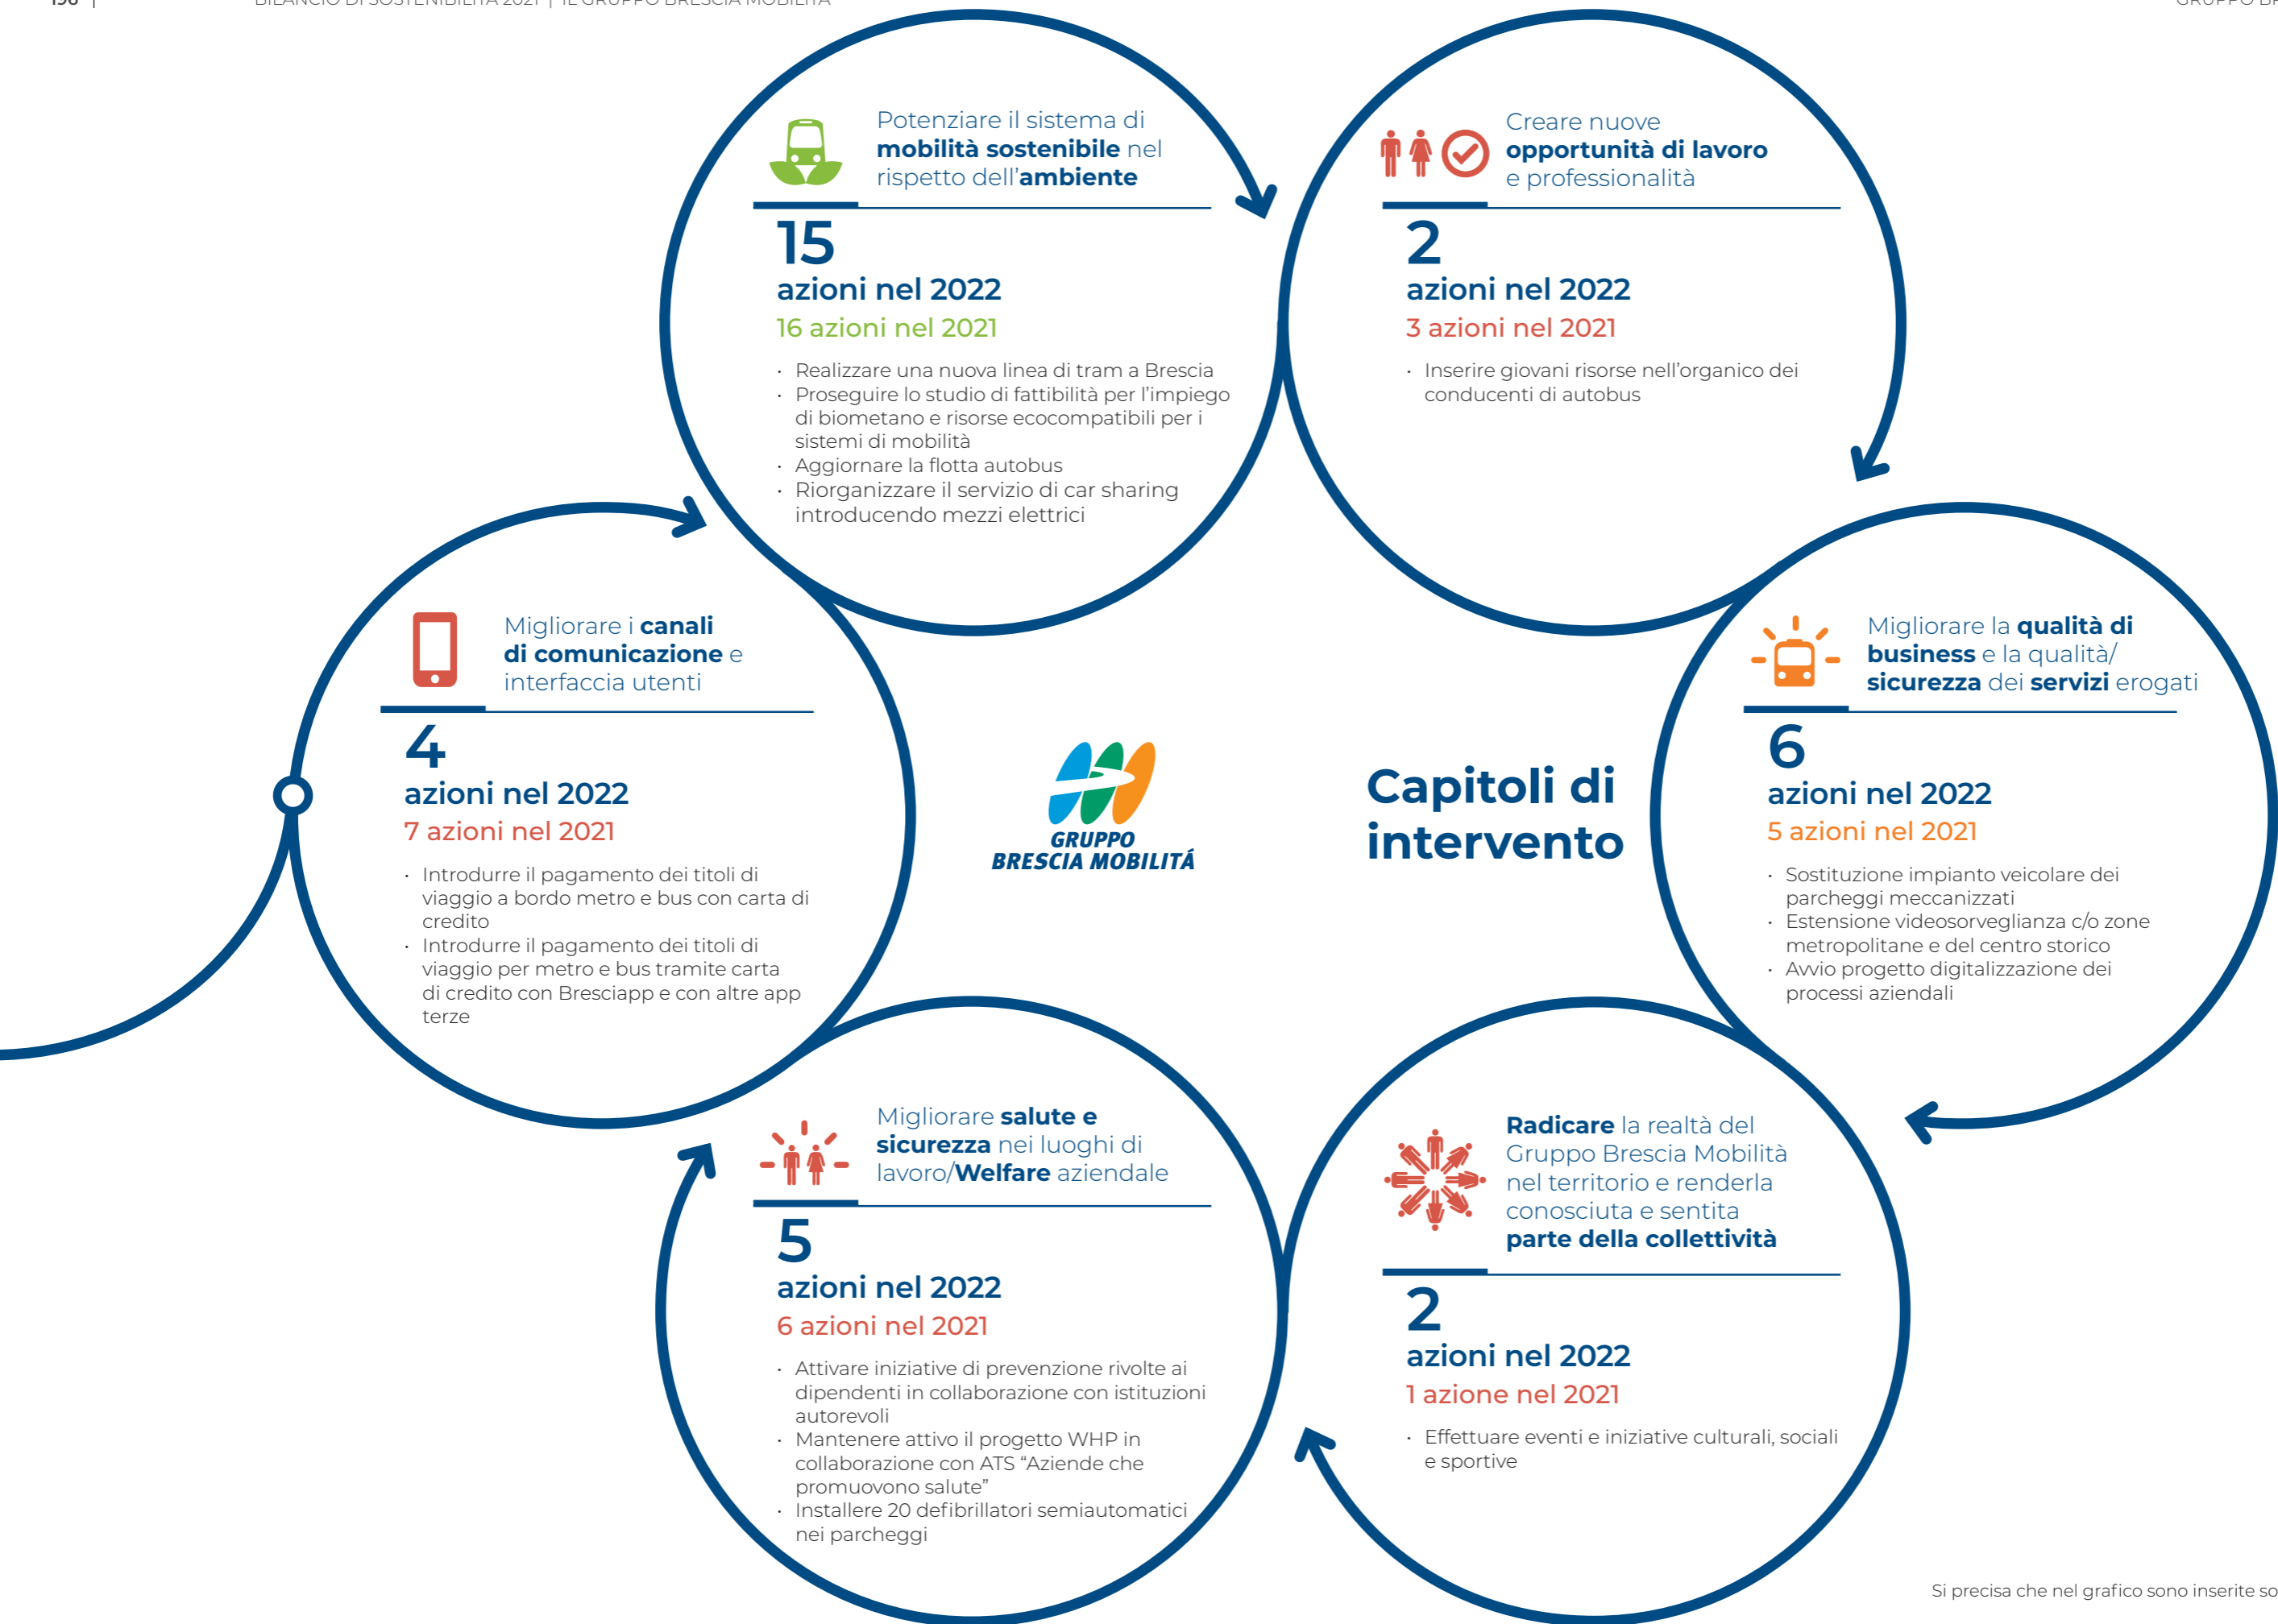 196 |
BILANCIO DI SOSTENIBILITÀ 2021 | IL GRUPPO BRESCIA MOBILITÀ
Potenziare il sistema di
mobilità sostenibile nel
rispetto dell'ambiente
15
azioni nel 2022
16 azioni nel 2021
· Realizzare una nuova linea di tram a Brescia
· Proseguire lo studio di fattibilità per l'impiego
di biometano e risorse ecocompatibili per i
sistemi di mobilità
· Aggiornare la flotta autobus
· Riorganizzare il servizio di car sharing
introducendo mezzi elettrici
Creare nuove
opportunità di lavoro
e professionalità
2
azioni nel 2022
3 azioni nel 2021
· Inserire giovani risorse nell'organico dei
conducenti di autobus
Migliorare i canali
di comunicazione e
interfaccia utenti
4
azioni nel 2022
7 azioni nel 2021
· Introdurre il pagamento dei titoli di
viaggio a bordo metro e bus con carta di
credito
· Introdurre il pagamento dei titoli di
viaggio per metro e bus tramite carta
di credito con Bresciapp e con altre app
terze
GRUPPO
BRESCIA MOBILITÁ
Capitoli di
intervento
Migliorare la qualità di
business e la qualità/
sicurezza dei servizi erogati
6
azioni nel 2022
5 azioni nel 2021
· Sostituzione impianto veicolare dei
parcheggi meccanizzati
· Estensione videosorveglianza c/o zone
metropolitane e del centro storico
· Avvio progetto digitalizzazione dei
processi aziendali
Migliorare salute e
sicurezza nei luoghi di
lavoro/Welfare aziendale
5
azioni nel 2022
6 azioni nel 2021
· Attivare iniziative di prevenzione rivolte ai
dipendenti in collaborazione con istituzioni
autorevoli
· Mantenere attivo il progetto WHP in
collaborazione con ATS “Aziende che
promuovono salute”
· Installere 20 defibrillatori semiautomatici
nei parcheggi
Radicare la realtà del
Gruppo Brescia Mobilità
nel territorio e renderla
conosciuta e sentita
parte della collettività
2
azioni nel 2022
1 azione nel 2021
· Effettuare eventi e iniziative culturali, sociali
e sportive
Si precisa che nel grafico sono inserite so